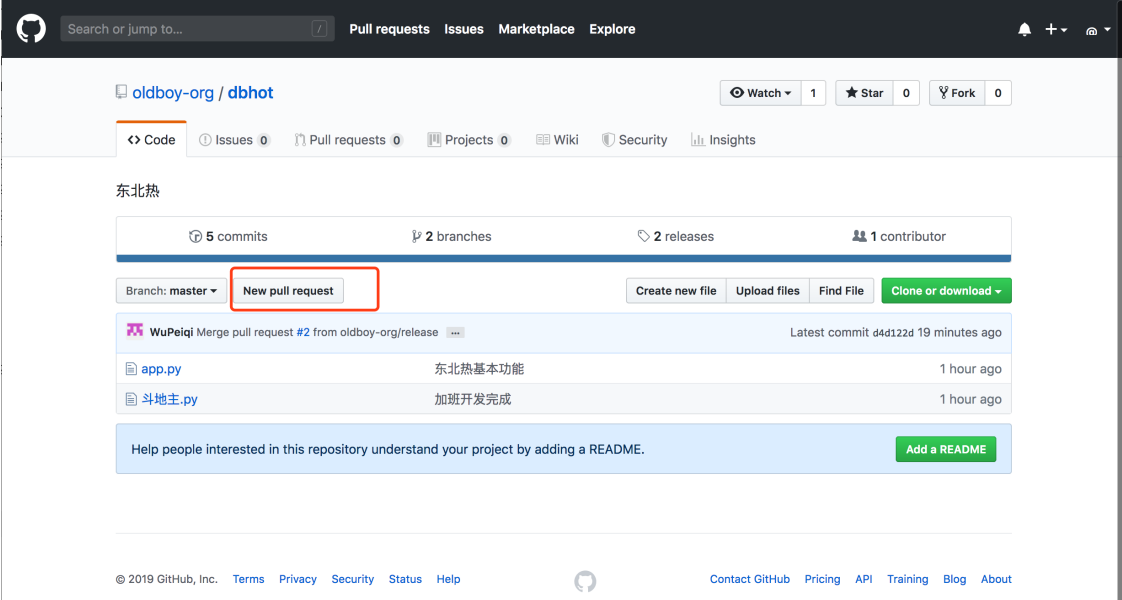 Search or jump to... / Pull requests Issues Marketplace Explore
oldboy-org / dbhot Watch 1 Star 0 Fork 0
Code Issues 0 Pull requests 0 Projects 0 Wiki Security Insights
东北热
5 commits 2 branches 2 releases 1 contributor
Branch: master New pull request Create new file Upload files Find File Clone or download
WuPeiqi Merge pull request #2 from oldboy-org/release ... Latest commit d4d122d 19 minutes ago
app.py 东北热基本功能 1 hour ago
斗地主.py 加班开发完成 1 hour ago
Help people interested in this repository understand your project by adding a README. Add a README
© 2019 GitHub, Inc. Terms Privacy Security Status Help Contact GitHub Pricing API Training Blog About